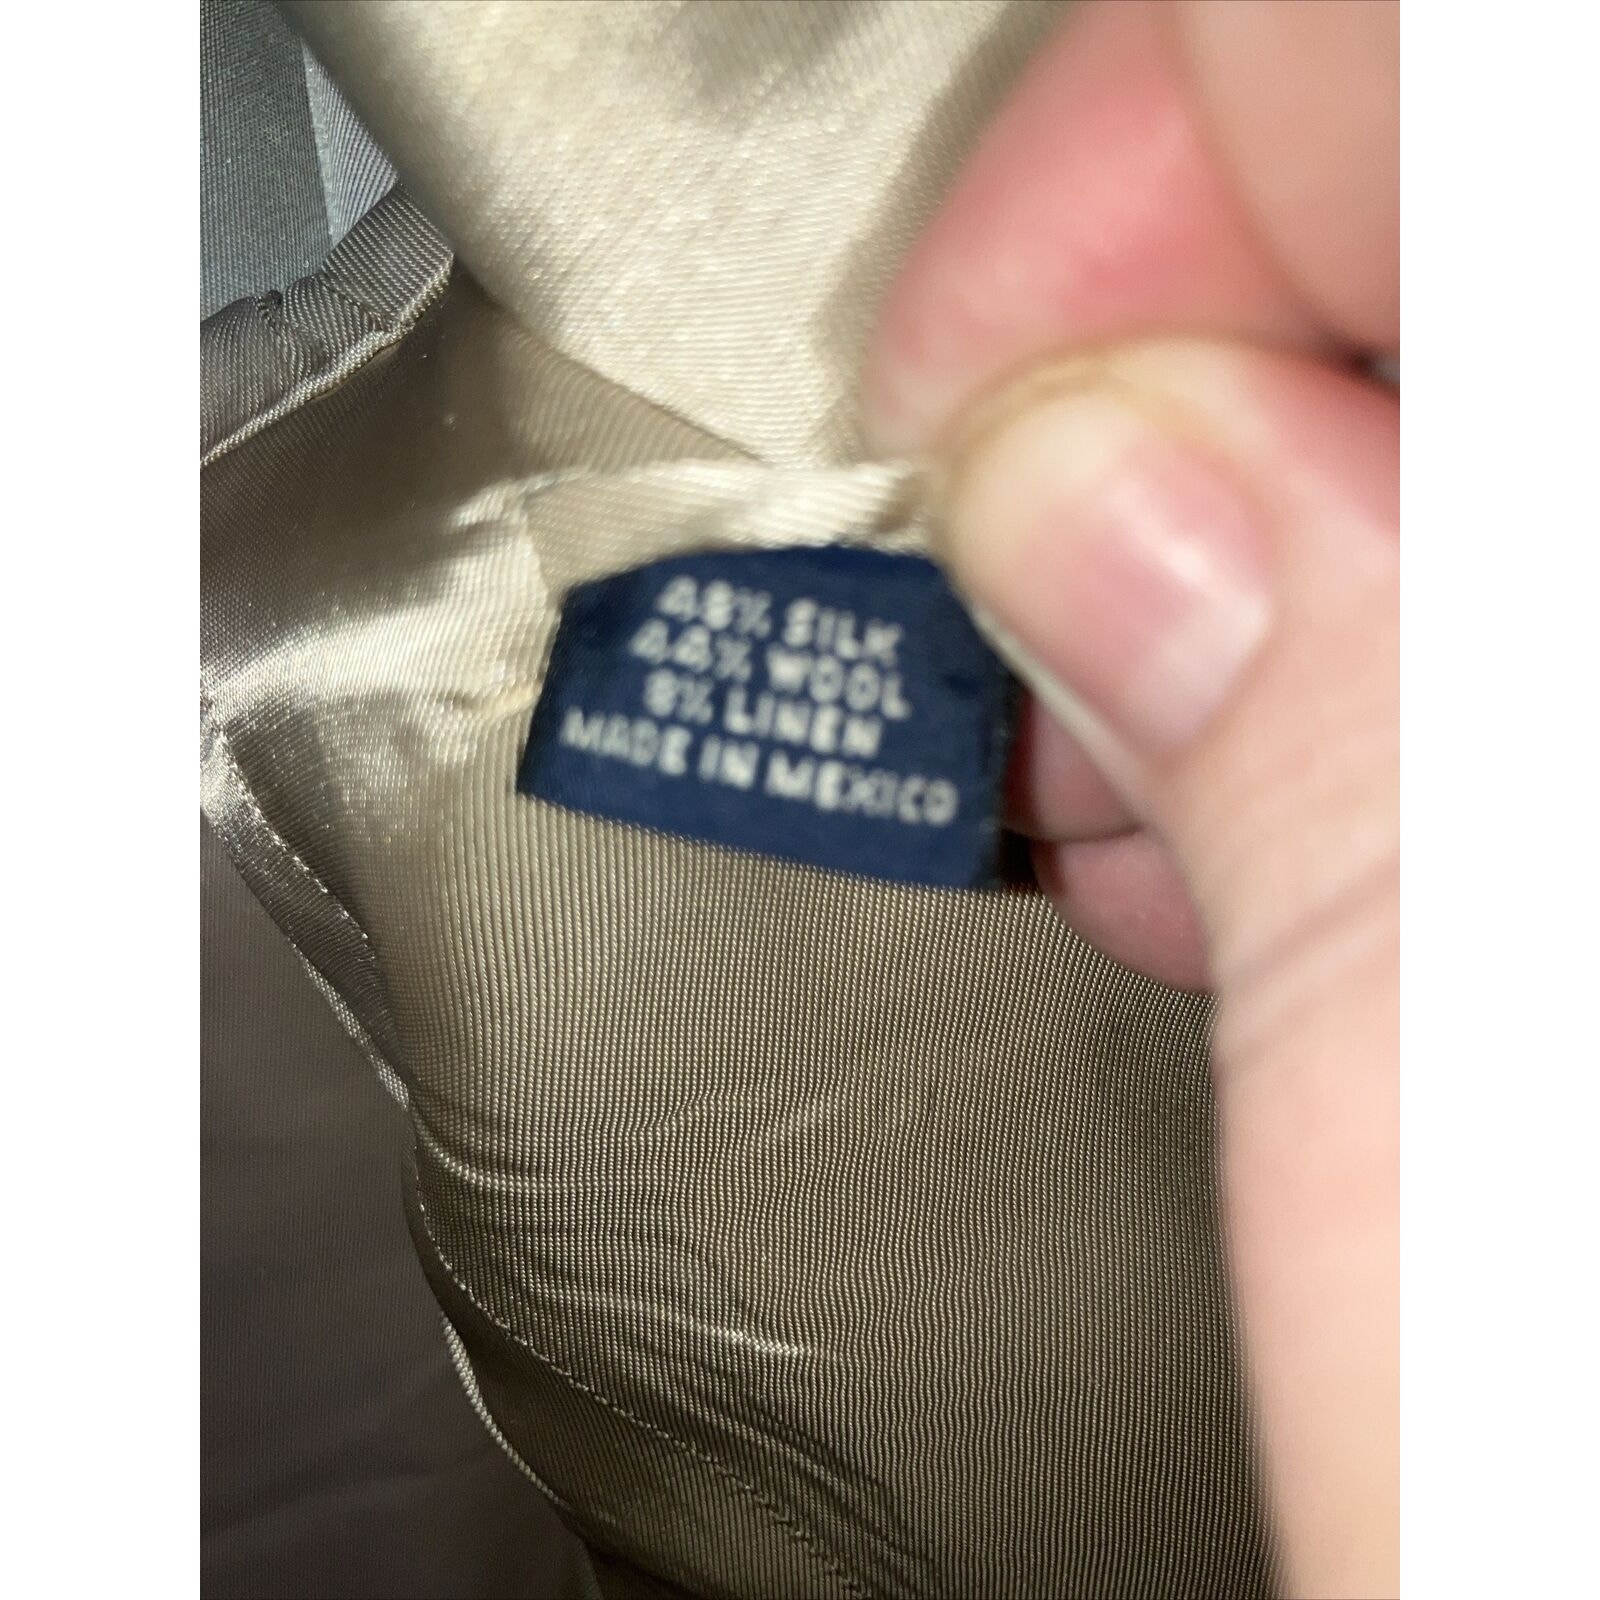 48% SILK
44% WOOL
8% LINEN
MADE IN MEXICO